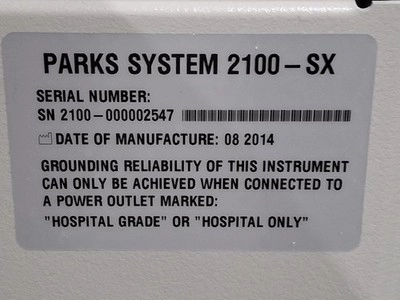 PARKS SYSTEM 2100-SX
SERIAL NUMBER:
SN 2100-000002547
DATE OF MANUFACTURE: 08 2014
GROUNDING RELIABILITY OF THIS INSTRUMENT
CAN ONLY BE ACHIEVED WHEN CONNECTED TO
A POWER OUTLET MARKED:
"HOSPITAL GRADE" OR "HOSPITAL ONLY"